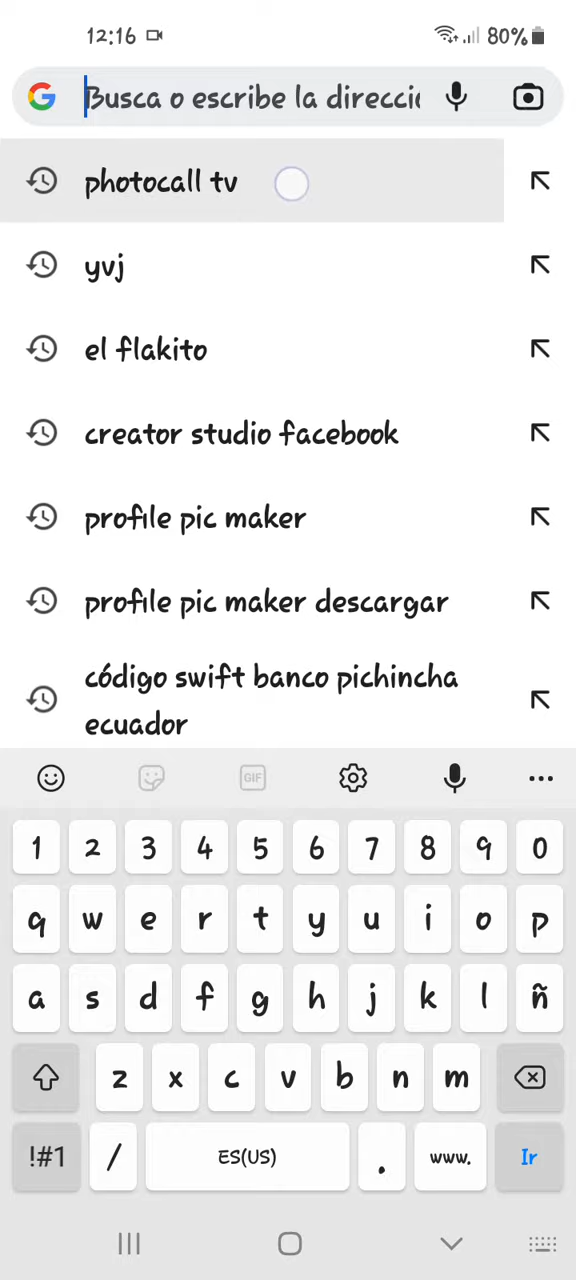 12:16 80%
Busca o escribe la direcci
photocall tv
yvj
el flakito
creator studio facebook
profile pic maker
profile pic maker descargar
código swift banco pichincha
ecuador
GIF
1 2 3 4 5 6 7 8 9 0
q w e r t y u i o p
a s d f g h j k l ñ
z x c v b n m
!#1 / ES(US) . www. Ir